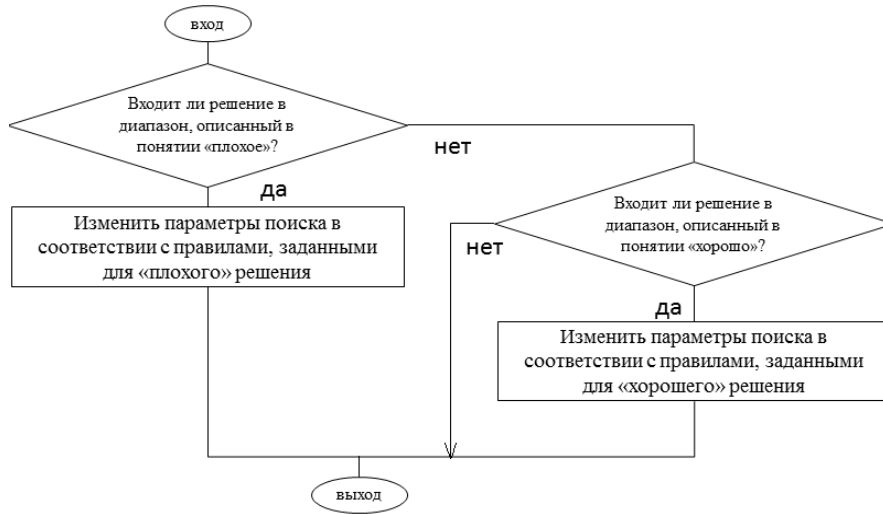 вход
Входит ли решение в
диапазон, описанный в
понятии «плохое»?
нет
да
Изменить параметры поиска в
соответствии с правилами, заданными
для «плохого» решения
Входит ли решение в
диапазон, описанный в
понятии «хорошо»?
нет
да
Изменить параметры поиска в
соответствии с правилами, заданными
для «хорошего» решения
выход